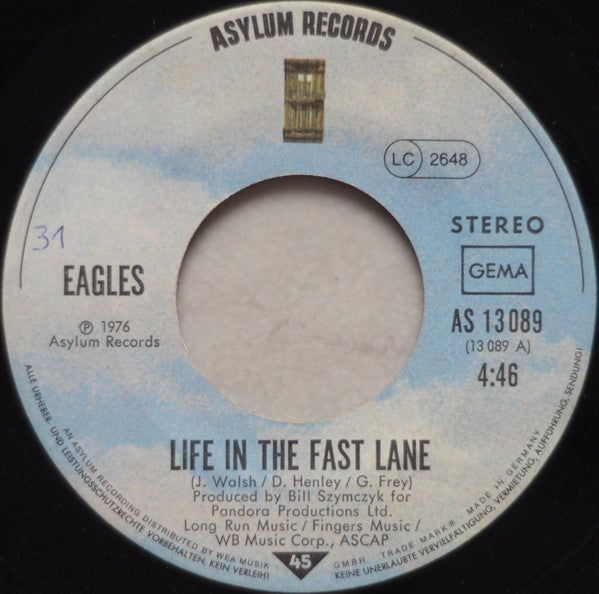 ASYLUM RECORDS
LC 2648
STEREO
GEMA
AS 13 089
(13 089 A)
4:46
31
EAGLES
℗ 1976
Asylum Records
LIFE IN THE FAST LANE
(J. Walsh / D. Henley / G. Frey)
Produced by Bill Szymczyk for
Pandora Productions Ltd.
Long Run Music / Fingers Music /
WB Music Corp., ASCAP
45
ALLE URHEBER- UND LEISTUNGSSCHUTZRECHTE VORBEHALTEN. KEIN VERLEIH!
KEINE UNERLAUBTE VERVIELFÄLTIGUNG, VERMIETUNG, AUFFÜHRUNG, SENDUNG!
AN ASYLUM RECORDING DISTRIBUTED BY WEA MUSIK
GMBH. TRADE MARK® MADE IN GERMANY.